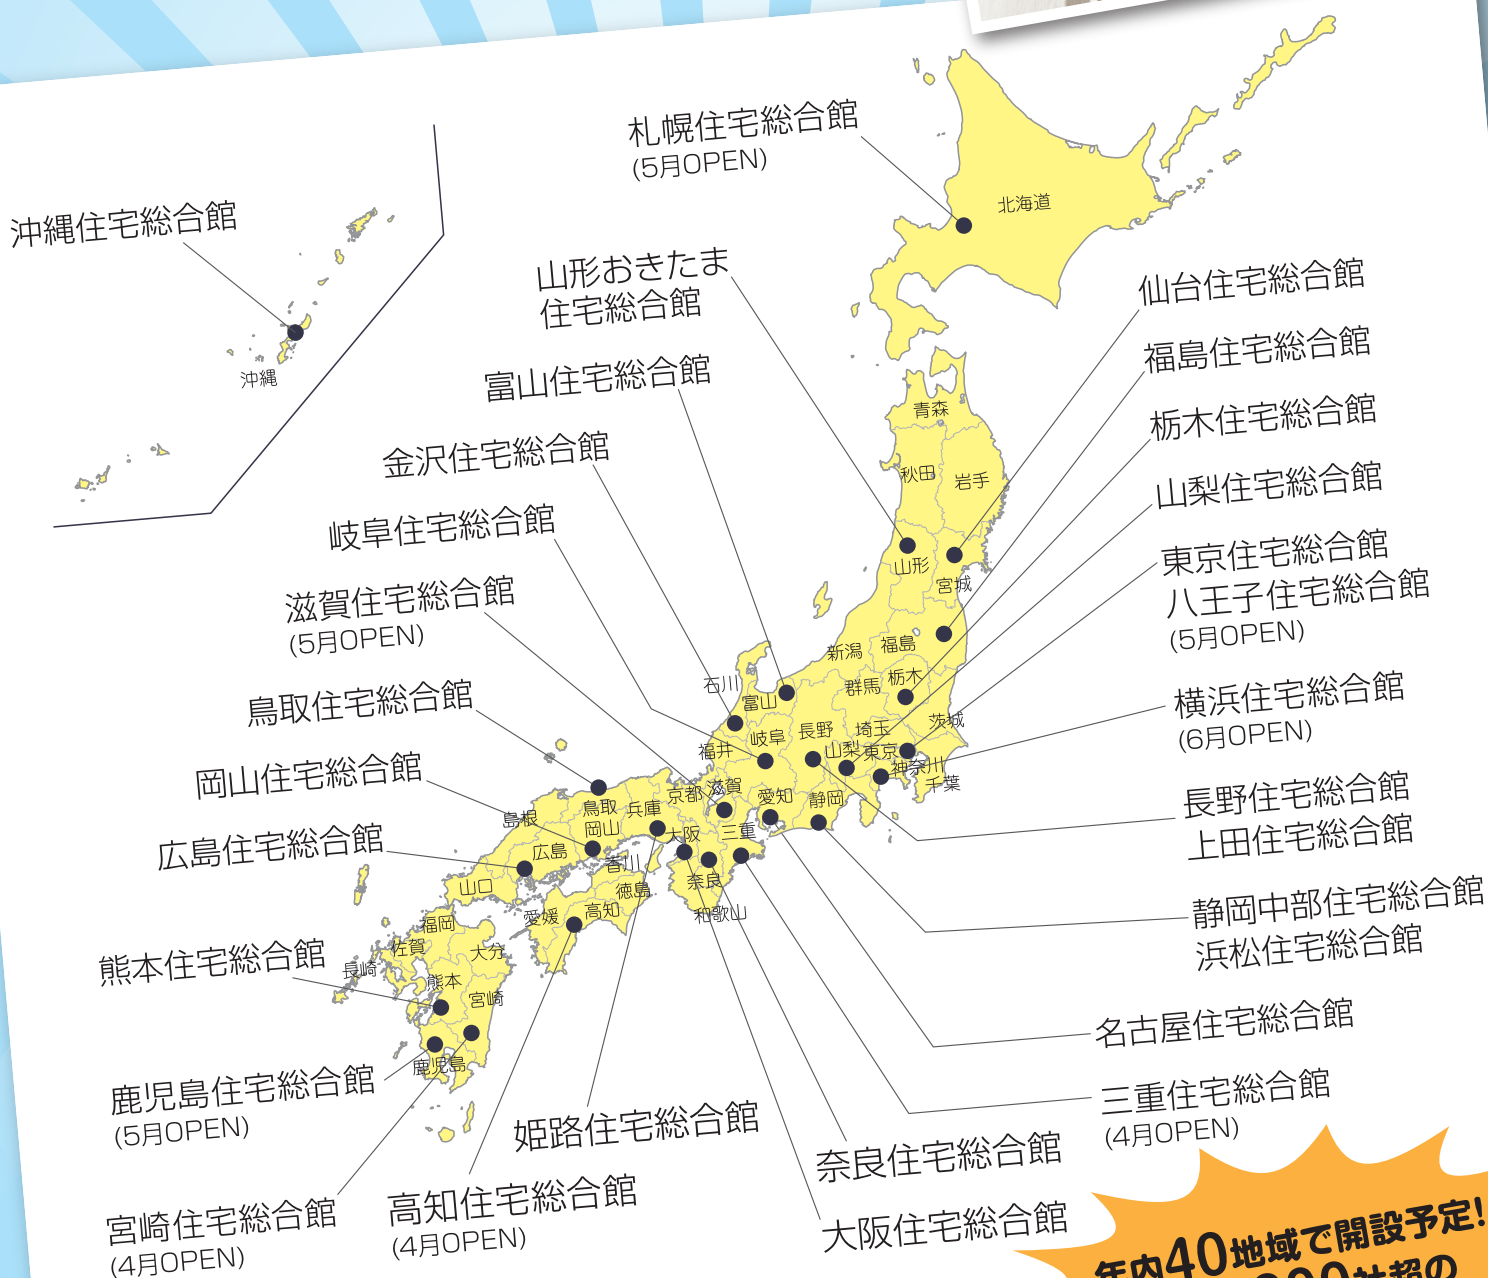 札幌住宅総合館
(5月OPEN)
沖縄住宅総合館
山形おきたま
住宅総合館
富山住宅総合館
金沢住宅総合館
岐阜住宅総合館
滋賀住宅総合館
(5月OPEN)
鳥取住宅総合館
岡山住宅総合館
広島住宅総合館
熊本住宅総合館
鹿児島住宅総合館
(5月OPEN)
宮崎住宅総合館
(4月OPEN)
高知住宅総合館
(4月OPEN)
姫路住宅総合館
仙台住宅総合館
福島住宅総合館
栃木住宅総合館
山梨住宅総合館
東京住宅総合館
八王子住宅総合館
(5月OPEN)
横浜住宅総合館
(6月OPEN)
長野住宅総合館
上田住宅総合館
静岡中部住宅総合館
浜松住宅総合館
名古屋住宅総合館
三重住宅総合館
(4月OPEN)
奈良住宅総合館
大阪住宅総合館
北海道
青森
秋田
岩手
山形
宮城
新潟
福島
群馬
栃木
石川
富山
長野
埼玉
茨城
福井
岐阜
山梨
東京
神奈川
千葉
京都
滋賀
愛知
静岡
島根
鳥取
兵庫
岡山
大阪
三重
広島
香川
山口
徳島
奈良
愛媛
高知
和歌山
福岡
佐賀
大分
長崎
熊本
宮崎
鹿児島
沖縄
年内40地域で開設予定!
社超の